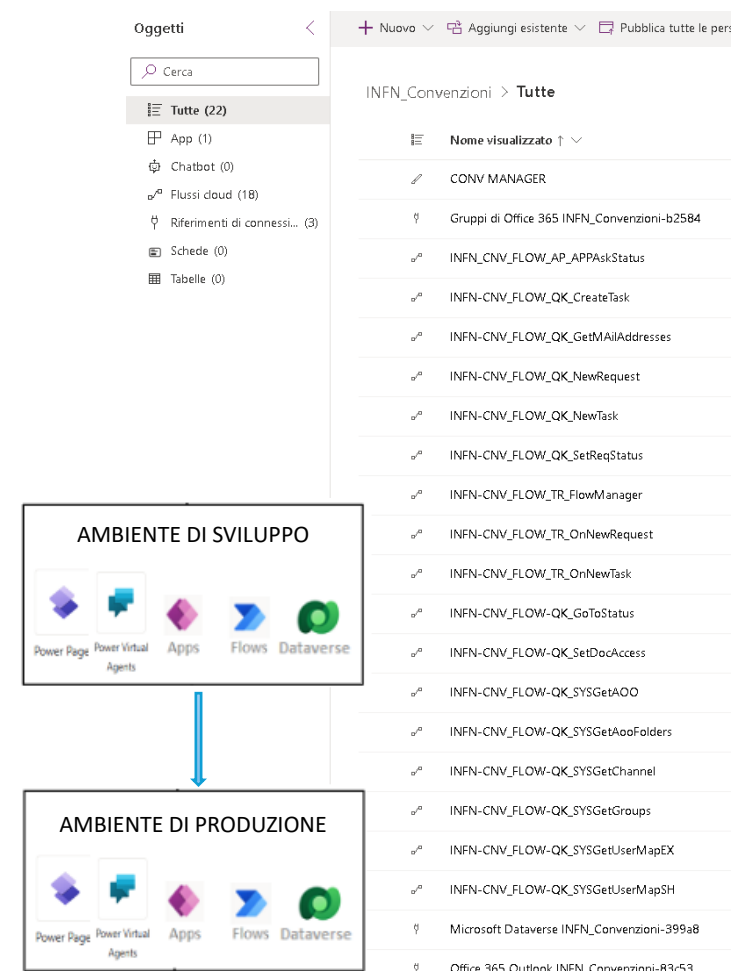 Oggetti
Cerca
Tutte (22)
App (1)
Chatbot (0)
Flussi cloud (18)
Riferimenti di connessi... (3)
Schede (0)
Tabelle (0)
Nuovo
Aggiungi esistente
Pubblica tutte le pers
INFN_Convenzioni > Tutte
Nome visualizzato ↑
CONV MANAGER
Gruppi di Office 365 INFN_Convenzioni-b2584
INFN_CNV_FLOW_AP_APPAskStatus
INFN-CNV_FLOW_QK_CreateTask
INFN-CNV_FLOW_QK_GetMAilAddresses
INFN-CNV_FLOW_QK_NewRequest
INFN-CNV_FLOW_QK_NewTask
INFN-CNV_FLOW_QK_SetReqStatus
INFN-CNV_FLOW_TR_FlowManager
INFN-CNV_FLOW_TR_OnNewRequest
INFN-CNV_FLOW_TR_OnNewTask
INFN-CNV_FLOW-QK_GoToStatus
INFN-CNV_FLOW-QK_SetDocAccess
INFN-CNV_FLOW-QK_SYSGetAOO
INFN-CNV_FLOW-QK_SYSGetAooFolders
INFN-CNV_FLOW-QK_SYSGetChannel
INFN-CNV_FLOW-QK_SYSGetGroups
INFN-CNV_FLOW-QK_SYSGetUserMapEX
INFN-CNV_FLOW-QK_SYSGetUserMapSH
Microsoft Dataverse INFN_Convenzioni-399a8
Office 365 Outlook INFN_Convenzioni-83c53
AMBIENTE DI SVILUPPO
Power Page
Power Virtual
Agents
Apps
Flows
Dataverse
AMBIENTE DI PRODUZIONE
Power Page
Power Virtual
Agents
Apps
Flows
Dataverse